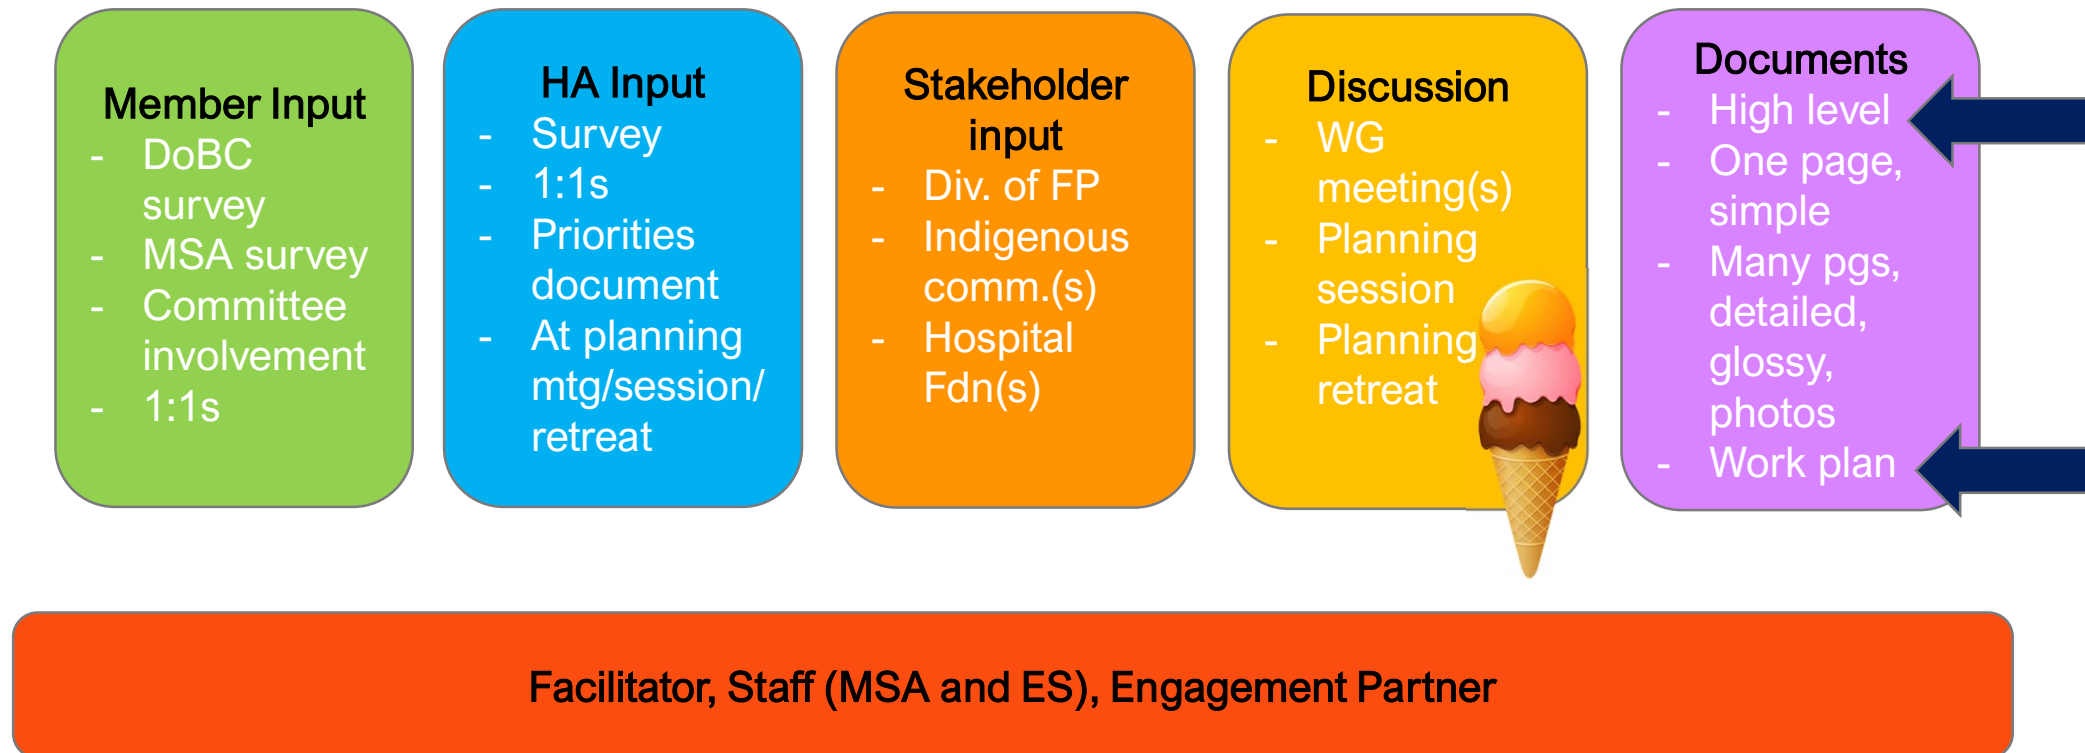 Member Input
- DoBC
survey
- MSA survey
- Committee
involvement
- 1:1s
HA Input
- Survey
- 1:1s
- Priorities
document
- At planning
mtg/session/
retreat
Stakeholder
input
- Div. of FP
- Indigenous
comm.(s)
- Hospital
Fdn(s)
Discussion
- WG
meeting(s)
- Planning
session
- Planning
retreat
Documents
- High level
- One page,
simple
- Many pgs,
detailed,
glossy,
photos
- Work plan
Facilitator, Staff (MSA and ES), Engagement Partner